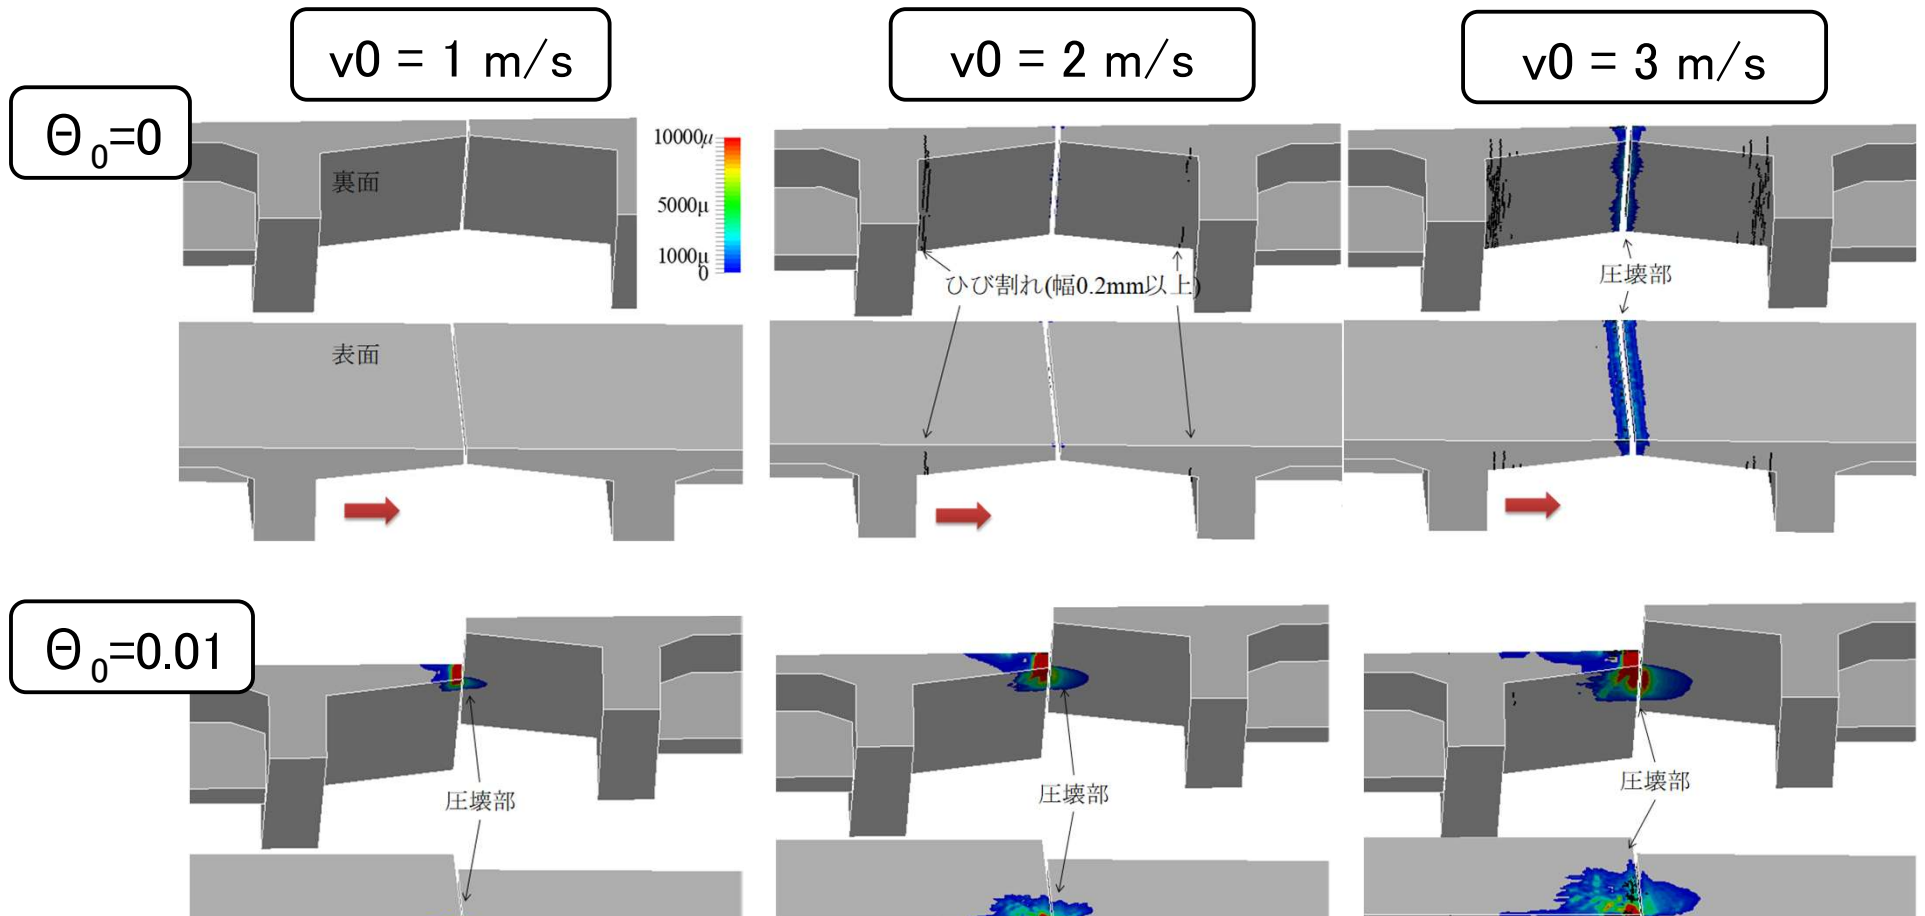 v0 = 1 m/s
v0 = 2 m/s
v0 = 3 m/s
Θ0=0
裏面
10000μ
5000μ
1000μ
0
ひび割れ(幅0.2mm以上)
圧壊部
表面
Θ0=0.01
圧壊部
圧壊部
圧壊部